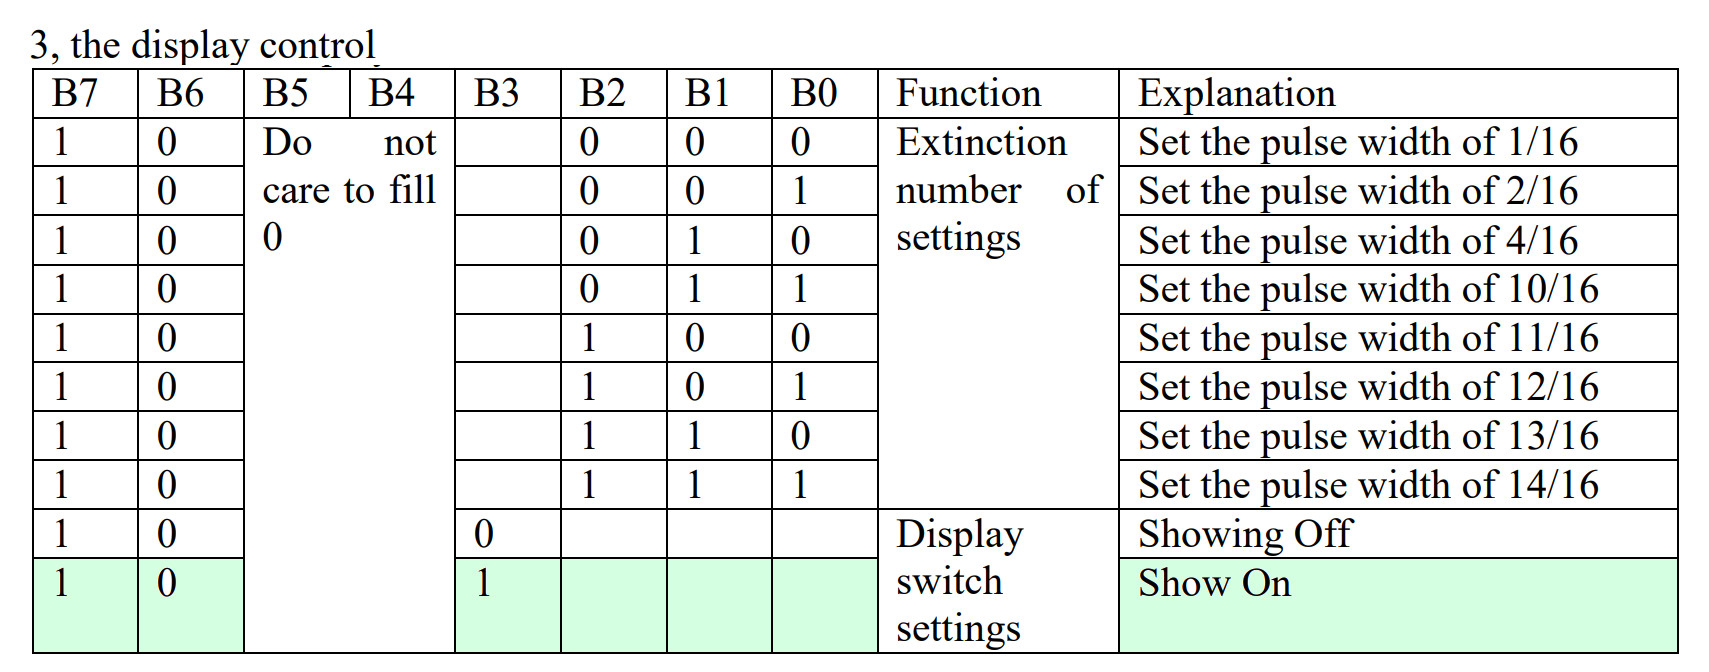 3, the display control
B7 B6 B5 B4 B3 B2 B1 B0 Function Explanation
1 0 Do not 0 0 0 Extinction Set the pulse width of 1/16
1 0 care to fill 0 0 1 number of Set the pulse width of 2/16
1 0 0 0 1 0 settings Set the pulse width of 4/16
1 0 0 1 1 Set the pulse width of 10/16
1 0 1 0 0 Set the pulse width of 11/16
1 0 1 0 1 Set the pulse width of 12/16
1 0 1 1 0 Set the pulse width of 13/16
1 0 1 1 1 Set the pulse width of 14/16
1 0 0 Display Showing Off
1 0 1 switch Show On
settings